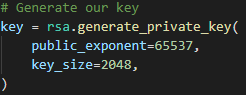 # Generate our key
key = rsa.generate_private_key(
    public_exponent=65537,
    key_size=2048,
)